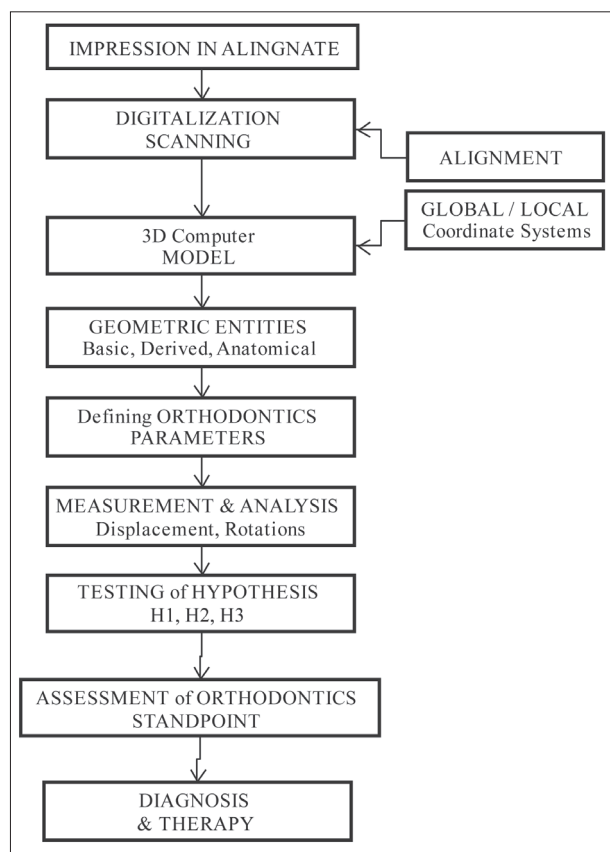 IMPRESSION IN ALINGNATE
DIGITALIZATION
SCANNING
ALIGNMENT
GLOBAL / LOCAL
Coordinate Systems
3D Computer
MODEL
GEOMETRIC ENTITIES
Basic, Derived, Anatomical
Defining ORTHODONTICS
PARAMETERS
MEASUREMENT & ANALYSIS
Displacement, Rotations
TESTING of HYPOTHESIS
H1, H2, H3
ASSESSMENT of ORTHODONTICS
STANDPOINT
DIAGNOSIS
& THERAPY